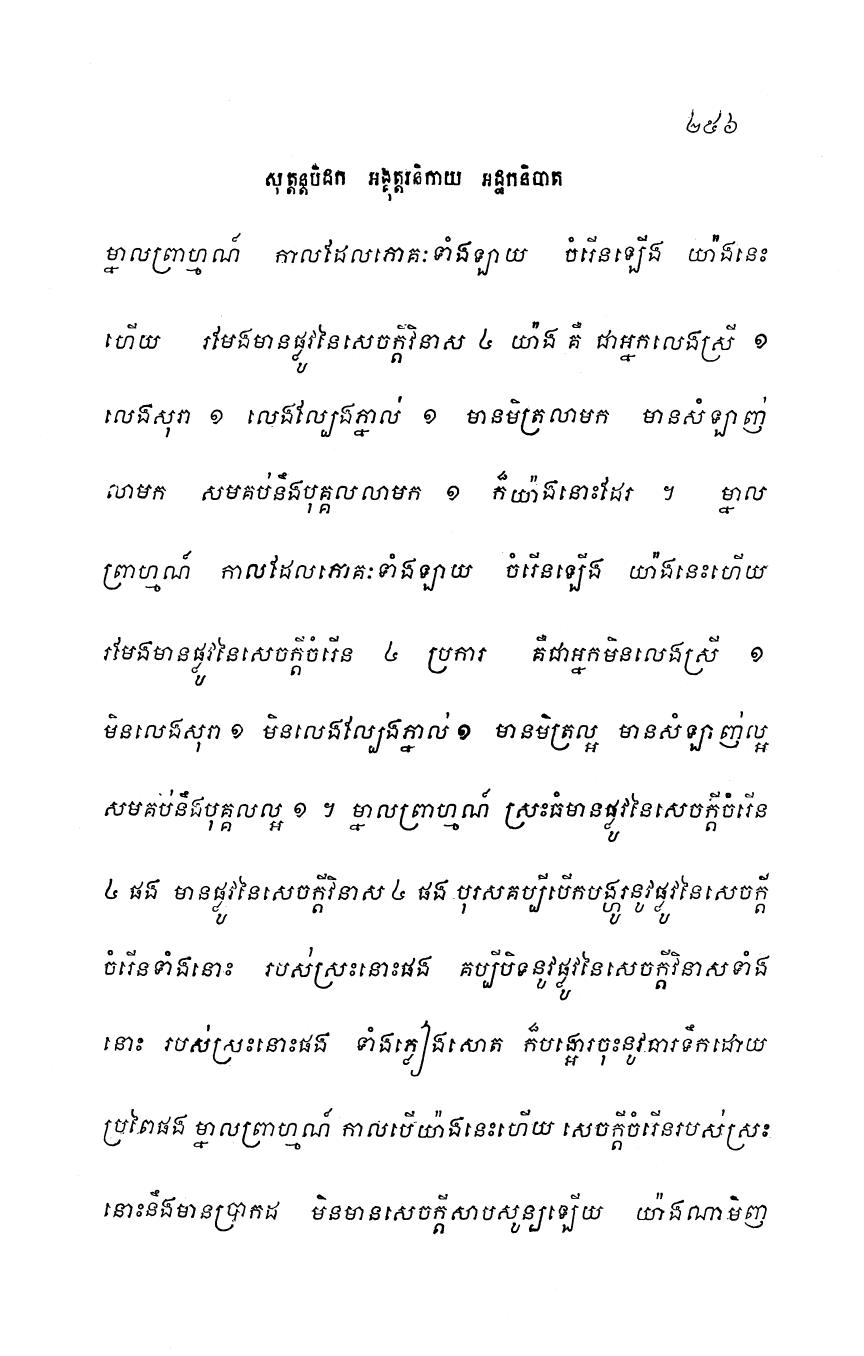 ២៥៦
សុត្តន្តបិដក អង្គុត្តរនិកាយ អដ្ឋកនិបាត
ម្នាលព្រាហ្មណ៍ កាលដែលភោគៈទាំងឡាយ ចំរើនឡើង យ៉ាងនេះ
ហើយ រមែងមានផ្លូវនៃសេចក្តីវិនាស ៤ យ៉ាង គឺ ជាអ្នកលេងស្រី ១
លេងសុរា ១ លេងល្បែងភ្នាល់ ១ មានមិត្រលាមក មានសំឡាញ់
លាមក សមគប់នឹងបុគ្គលលាមក ១ ក៏យ៉ាងនោះដែរ ។ ម្នាល
ព្រាហ្មណ៍ កាលដែលភោគៈទាំងឡាយ ចំរើនឡើង យ៉ាងនេះហើយ
រមែងមានផ្លូវនៃសេចក្តីចំរើន ៤ ប្រការ គឺជាអ្នកមិនលេងស្រី ១
មិនលេងសុរា ១ មិនលេងល្បែងភ្នាល់ ១ មានមិត្រល្អ មានសំឡាញ់ល្អ
សមគប់នឹងបុគ្គលល្អ ១ ។ ម្នាលព្រាហ្មណ៍ ស្រះធំមានផ្លូវនៃសេចក្តីចំរើន
៤ ផង មានផ្លូវនៃសេចក្តីវិនាស ៤ ផង បុរសគប្បីបើកបង្ហូរនូវផ្លូវនៃសេចក្តី
ចំរើនទាំងនោះ របស់ស្រះនោះផង គប្បីបិទនូវផ្លូវនៃសេចក្តីវិនាសទាំង
នោះ របស់ស្រះនោះផង ទាំងភ្លៀងសោត ក៏បង្អោរចុះនូវធារទឹកដោយ
ប្រពៃផង ម្នាលព្រាហ្មណ៍ កាលបើយ៉ាងនេះហើយ សេចក្តីចំរើនរបស់ស្រះ
នោះនឹងមានប្រាកដ មិនមានសេចក្តីសាបសូន្យឡើយ យ៉ាងណាមិញ